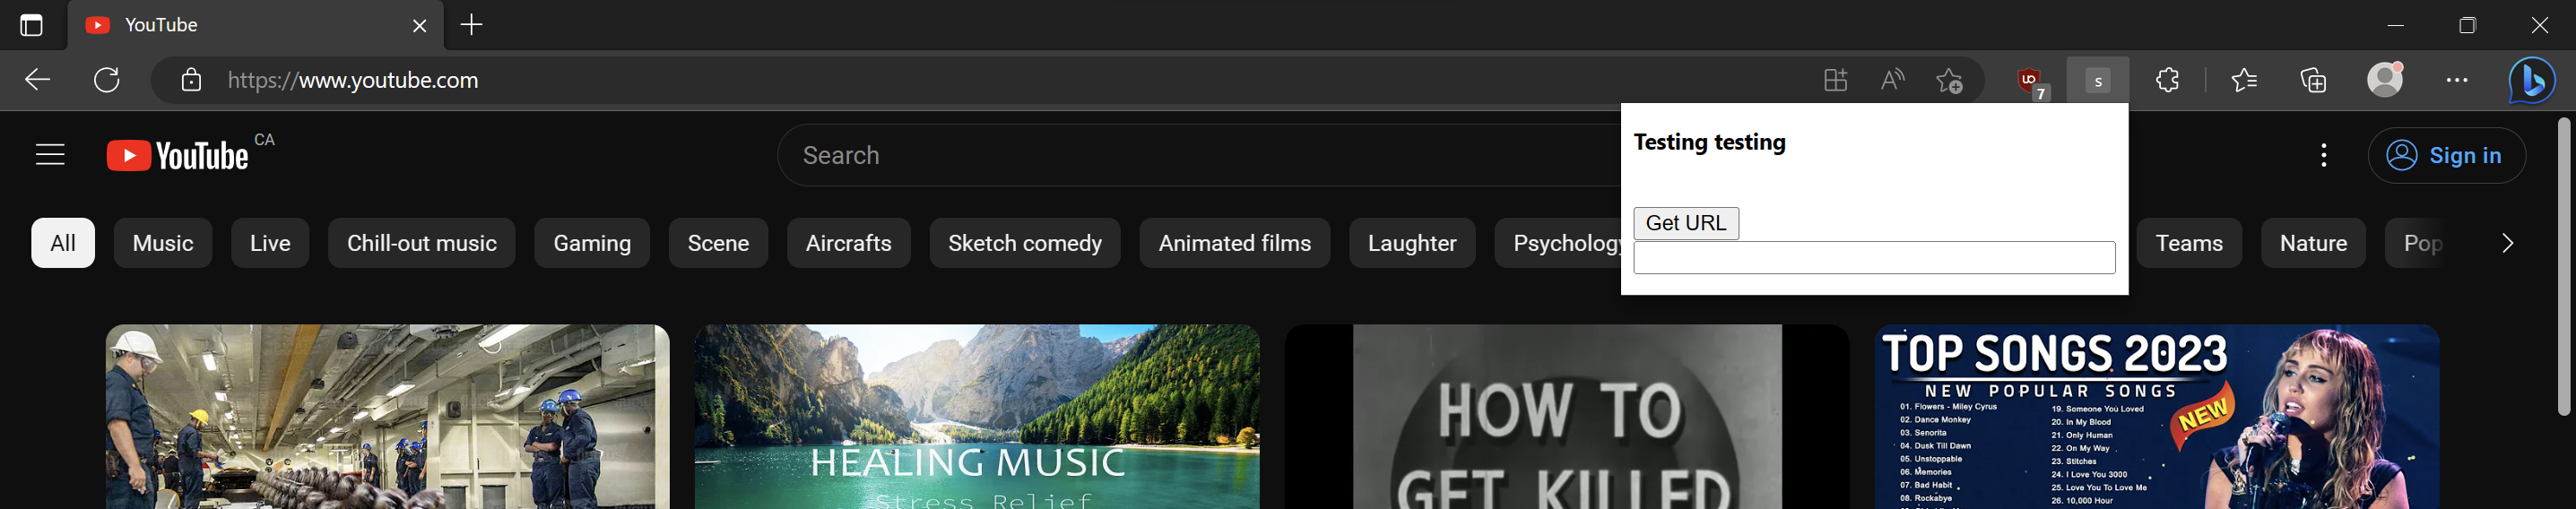 YouTube
https://www.youtube.com
7
s
YouTube CA
Search
Sign in
Testing testing
Get URL
All
Music
Live
Chill-out music
Gaming
Scene
Aircrafts
Sketch comedy
Animated films
Laughter
Psychology
Teams
Nature
Pop
HEALING MUSIC
Stress Relief
HOW TO
GET KILLED
TOP SONGS 2023
NEW POPULAR SONGS
NEW
01. Flowers - Miley Cyrus
02. Dance Monkey
03. Senorita
04. Dusk Till Dawn
05. Unstoppable
06. Memories
07. Bad Habit
08. Rockabye
19. Someone You Loved
20. In My Blood
21. Only Human
22. On My Way
23. Stitches
24. I Love You 3000
25. Love You To Love Me
26. 10,000 Hour